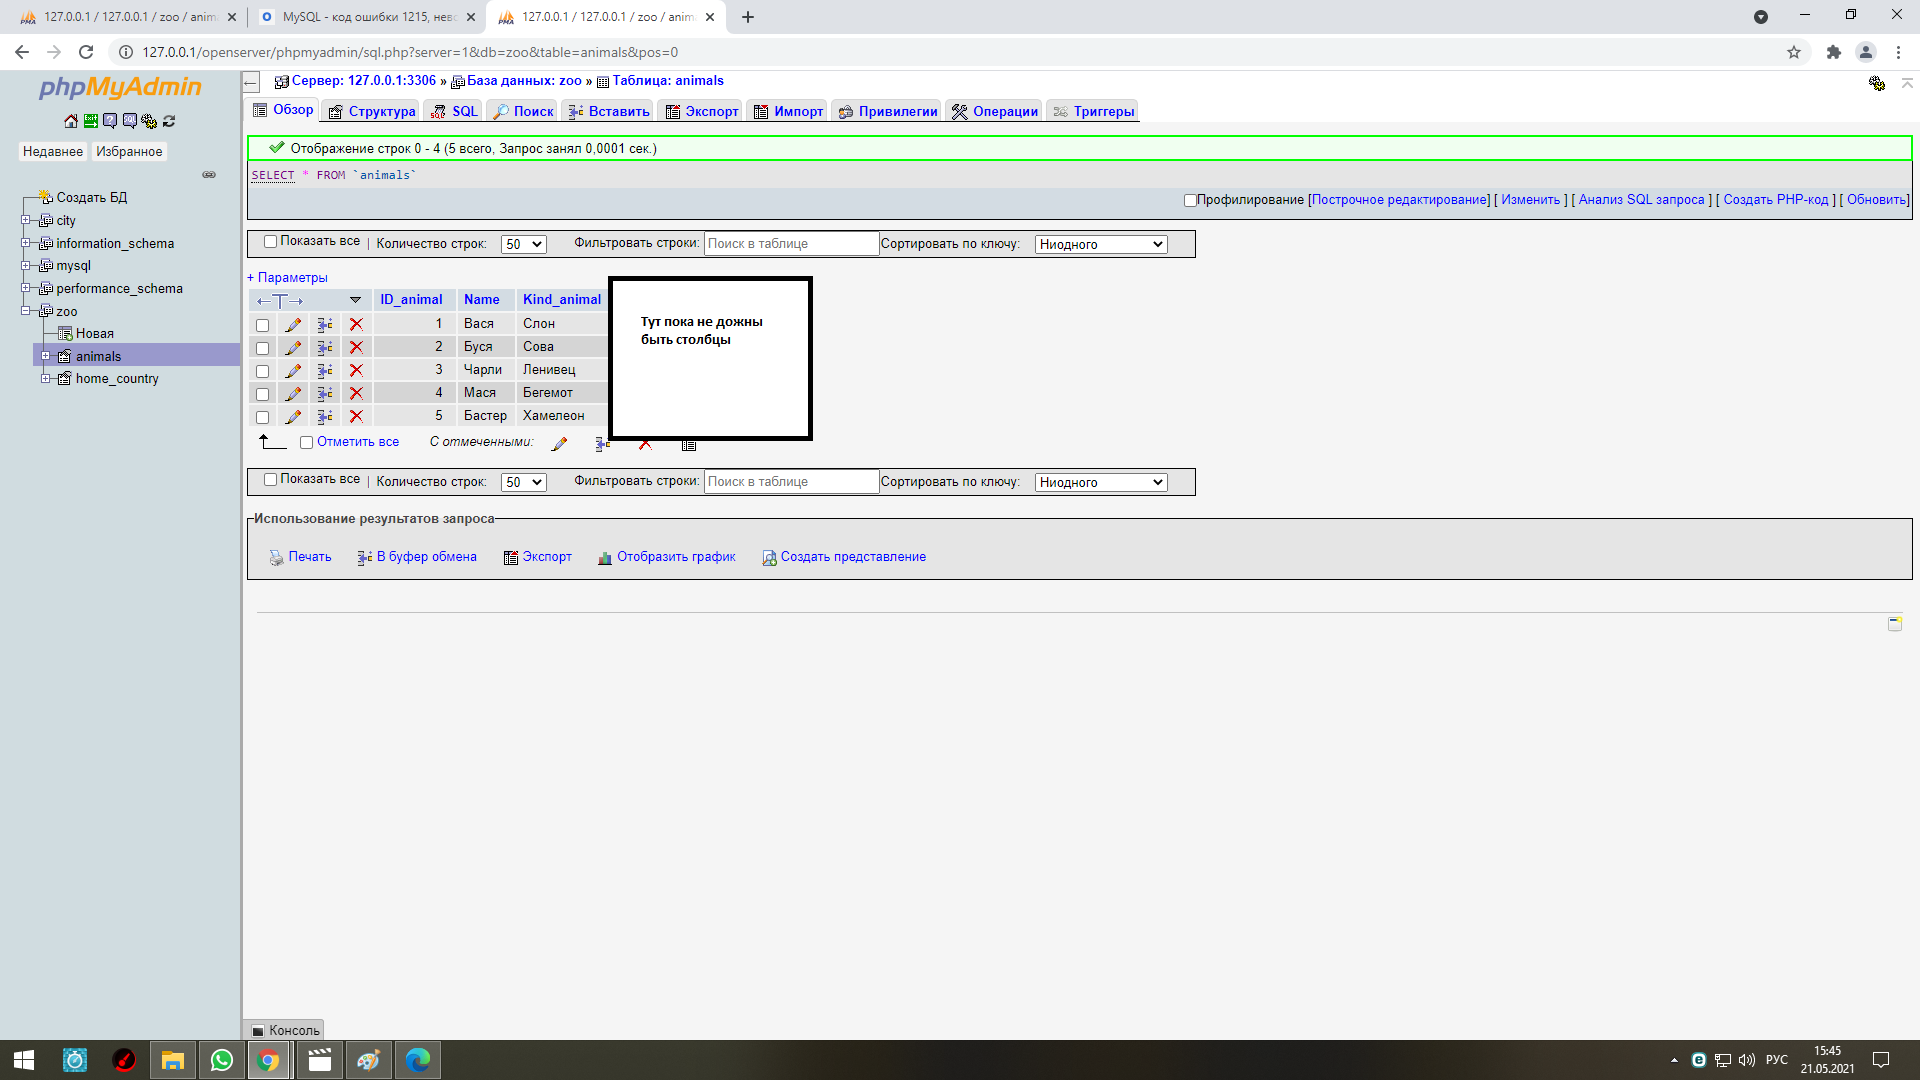 127.0.0.1 / 127.0.0.1 / zoo / anim
MySQL - код ошибки 1215, нево
127.0.0.1 / 127.0.0.1 / zoo / anim
127.0.0.1/openserver/phpmyadmin/sql.php?server=1&db=zoo&table=animals&pos=0
phpMyAdmin
Недавнее Избранное
Создать БД
city
information_schema
mysql
performance_schema
zoo
Новая
animals
home_country
Сервер: 127.0.0.1:3306 » База данных: zoo » Таблица: animals
Обзор Структура SQL Поиск Вставить Экспорт Импорт Привилегии Операции Триггеры
Отображение строк 0 - 4 (5 всего, Запрос занял 0,0001 сек.)
SELECT * FROM `animals`
Профилирование [Построчное редактирование] [ Изменить ] [ Анализ SQL запроса ] [ Создать PHP-код ] [ Обновить]
Показать все | Количество строк: 50 Фильтровать строки: Поиск в таблице Сортировать по ключу: Ниодного
+ Параметры
←T→ ID_animal Name Kind_animal
1 Вася Слон
2 Буся Сова
3 Чарли Ленивец
4 Мася Бегемот
5 Бастер Хамелеон
Тут пока не дожны
быть столбцы
Отметить все С отмеченными:
Показать все | Количество строк: 50 Фильтровать строки: Поиск в таблице Сортировать по ключу: Ниодного
Использование результатов запроса
Печать В буфер обмена Экспорт Отобразить график Создать представление
Консоль
РУС
15:45
21.05.2021